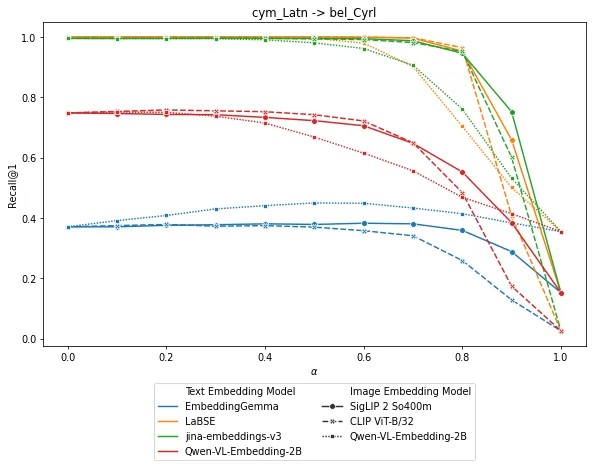 cym_Latn -> bel_Cyrl
1.0
0.8
0.6
0.4
0.2
0.0
Recall@1
0.0 0.2 0.4 0.6 0.8 1.0
α
Text Embedding Model Image Embedding Model
EmbeddingGemma SigLIP 2 So400m
LaBSE CLIP ViT-B/32
jina-embeddings-v3 Qwen-VL-Embedding-2B
Qwen-VL-Embedding-2B